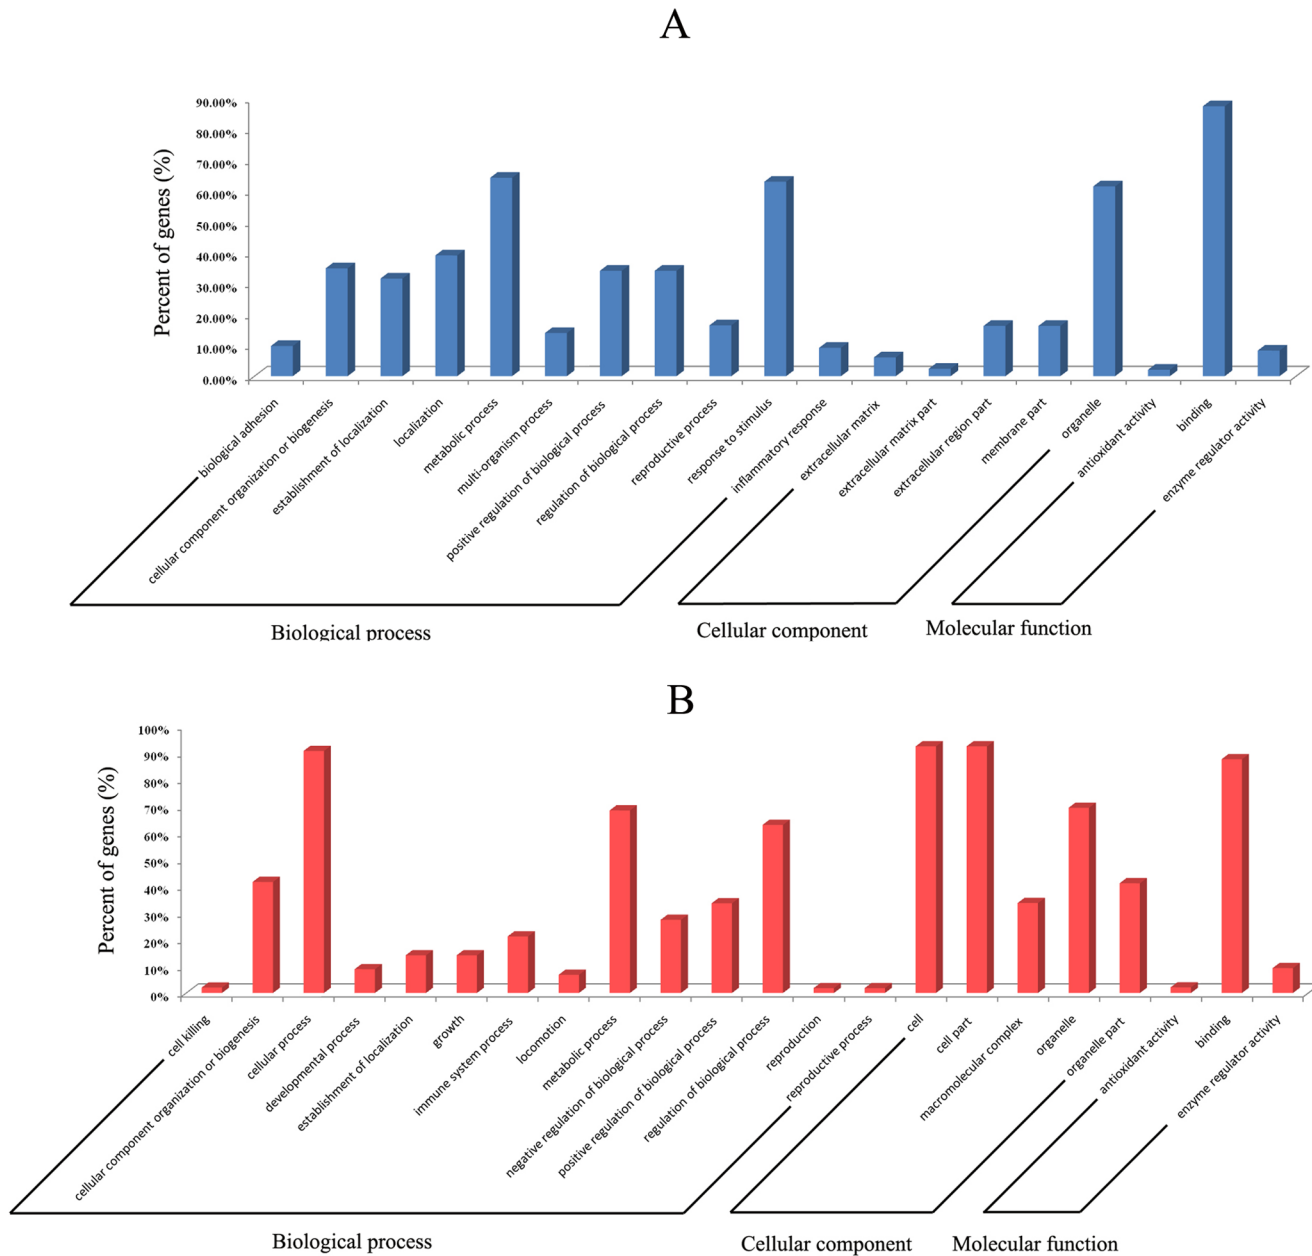 A
90.00%
80.00%
70.00%
60.00%
50.00%
40.00%
30.00%
20.00%
10.00%
0.00%
Percent of genes (%)
biological adhesion
cellular component organization or biogenesis
establishment of localization
localization
metabolic process
multi-organism process
positive regulation of biological process
regulation of biological process
reproductive process
response to stimulus
inflammatory response
extracellular matrix
extracellular matrix part
extracellular region part
membrane part
organelle
antioxidant activity
binding
enzyme regulator activity
Biological process
Cellular component
Molecular function
B
100%
90%
80%
70%
60%
50%
40%
30%
20%
10%
0%
Percent of genes (%)
cell killing
cellular component organization or biogenesis
cellular process
developmental process
establishment of localization
growth
immune system process
locomotion
metabolic process
negative regulation of biological process
positive regulation of biological process
regulation of biological process
reproduction
reproductive process
cell
cell part
macromolecular complex
organelle
organelle part
antioxidant activity
binding
enzyme regulator activity
Biological process
Cellular component
Molecular function